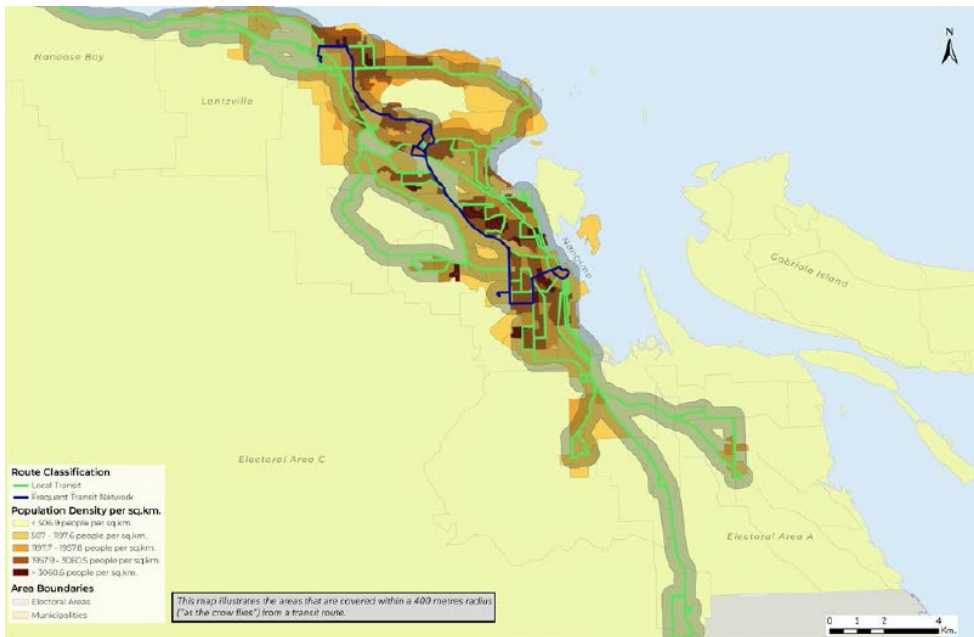 N
Nanoose Bay
Lantzville
Nanaimo
Gabriola Island
Electoral Area C
Electoral Area A
Route Classification
Local Transit
Frequent Transit Network
Population Density per sq.km.
< 506.9 people per sq.km.
507 - 1197.6 people per sq.km.
1197.7 - 1957.8 people per sq.km.
1957.9 - 3060.5 people per sq.km.
> 3060.6 people per sq.km.
Area Boundaries
Electoral Areas
Municipalities
This map illustrates the areas that are covered within a 400 metres radius
("as the crow flies") from a transit route.
0 1 2 4
Km.